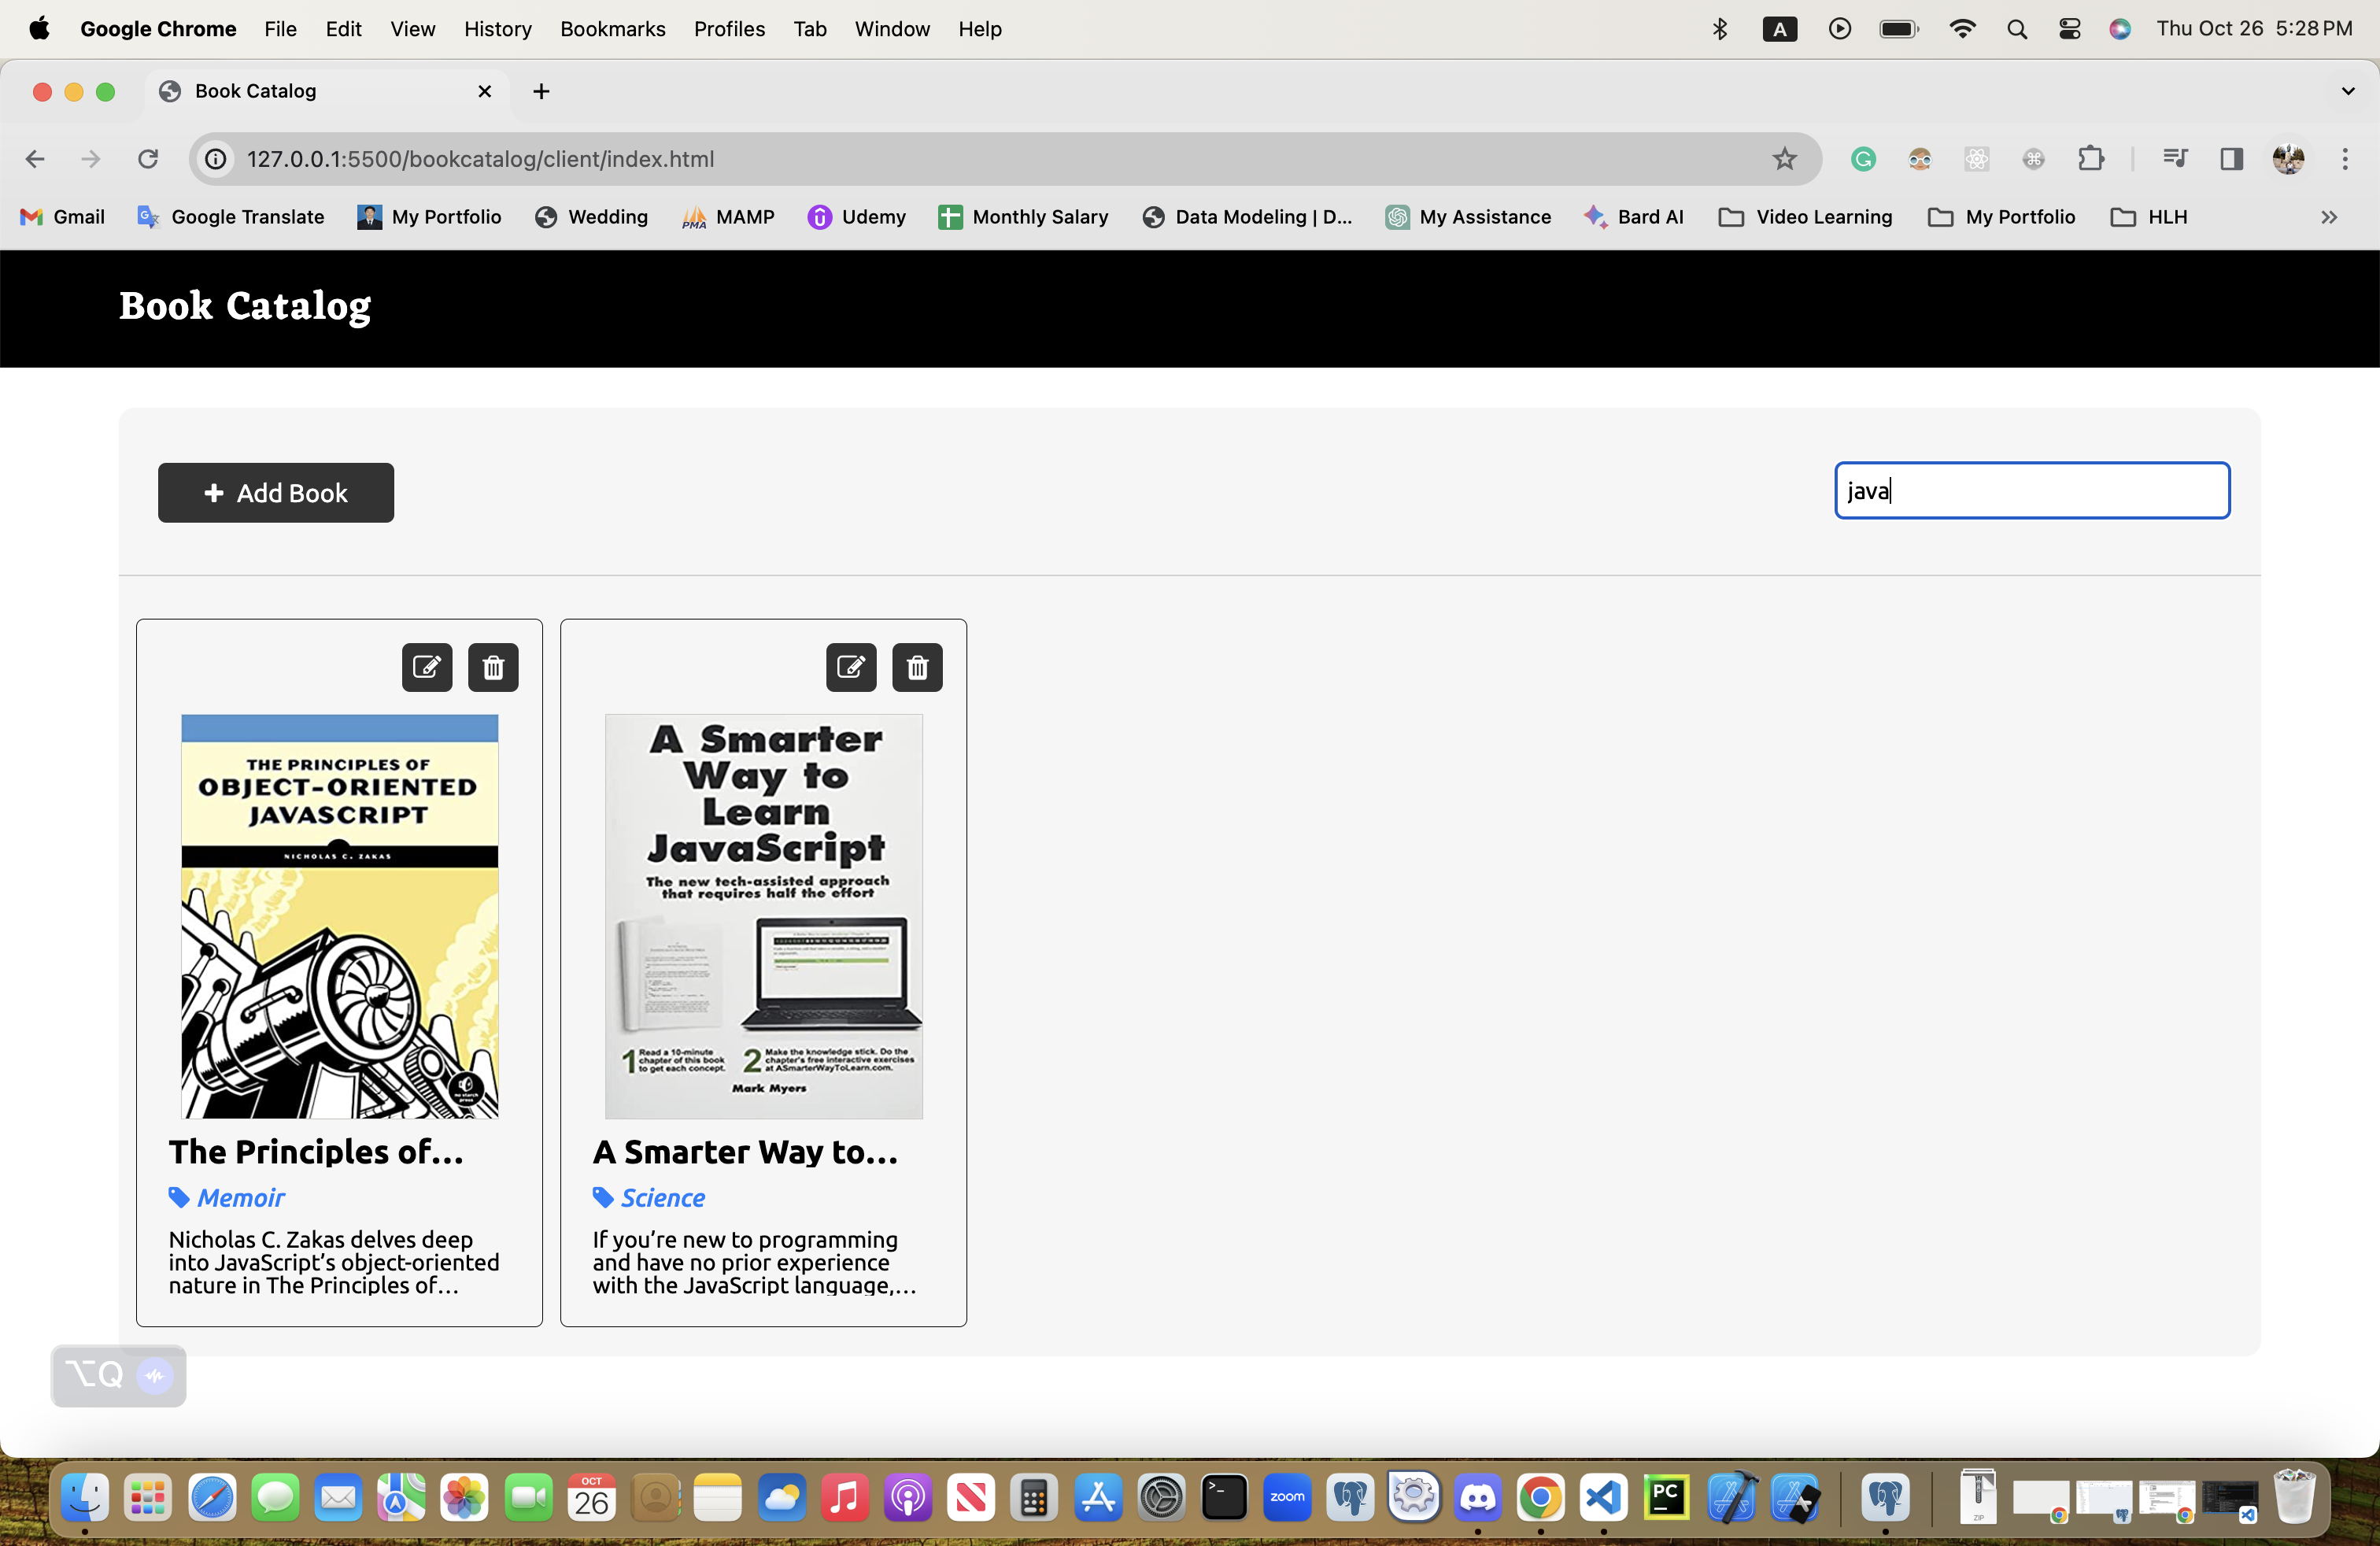 Google Chrome File Edit View History Bookmarks Profiles Tab Window Help A Thu Oct 26 5:28 PM
Book Catalog
127.0.0.1:5500/bookcatalog/client/index.html
Gmail Google Translate My Portfolio Wedding PMA MAMP Udemy Monthly Salary Data Modeling | D... My Assistance Bard AI Video Learning My Portfolio HLH
Book Catalog
Add Book
java
THE PRINCIPLES OF
OBJECT-ORIENTED
JAVASCRIPT
NICHOLAS C. ZAKAS
no starch
press
The Principles of...
Memoir
Nicholas C. Zakas delves deep
into JavaScript's object-oriented
nature in The Principles of...
A Smarter
Way to
Learn
JavaScript
The new tech-assisted approach
that requires half the effort
1 Read a 10-minute
chapter of this book
to get each concept.
2 Make the knowledge stick. Do the
chapter's free interactive exercises
at ASmarterWayToLearn.com.
Mark Myers
A Smarter Way to...
Science
If you're new to programming
and have no prior experience
with the JavaScript language,...
⌥Q
OCT
26
zoom
PC
ZIP